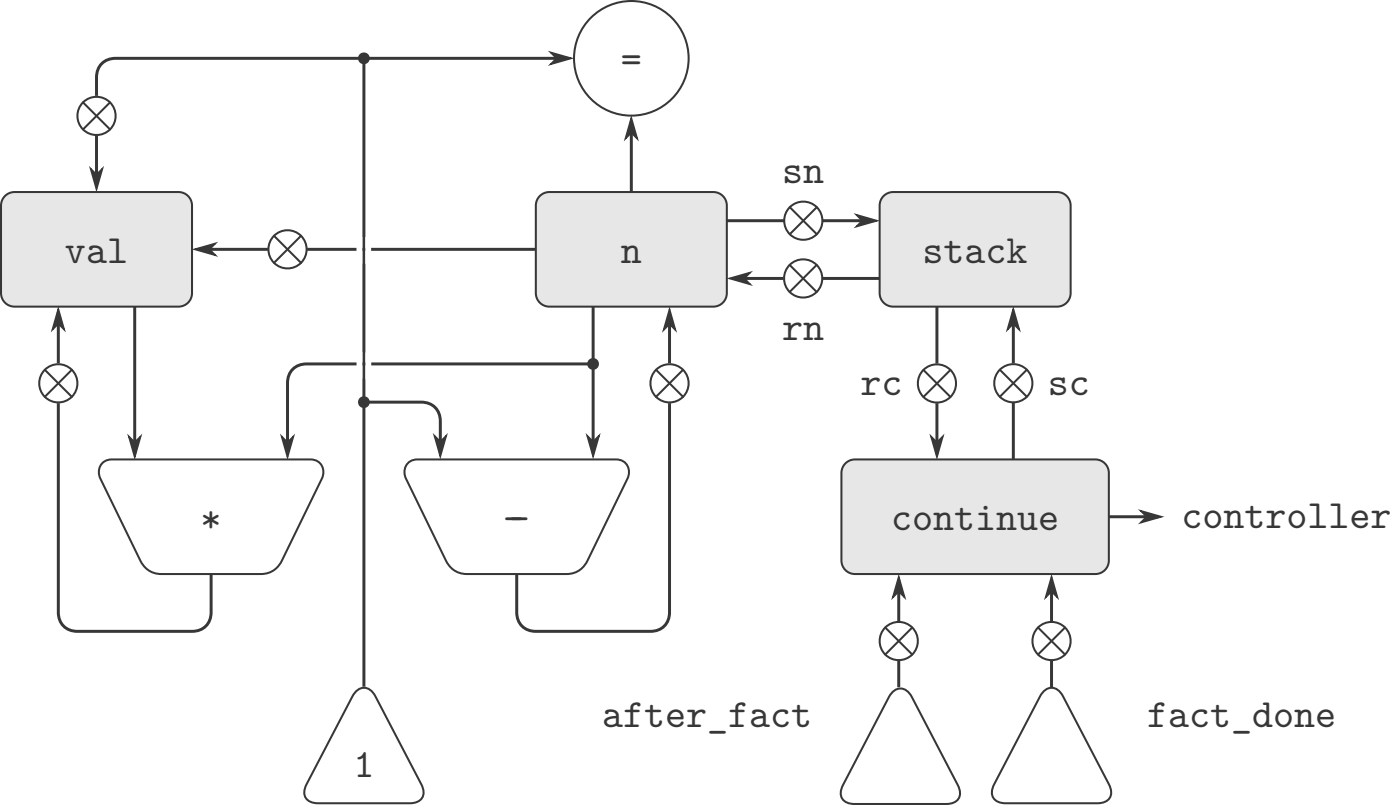 =
sn
val
n
stack
rn
rc
sc
*
−
continue
controller
after_fact
fact_done
1